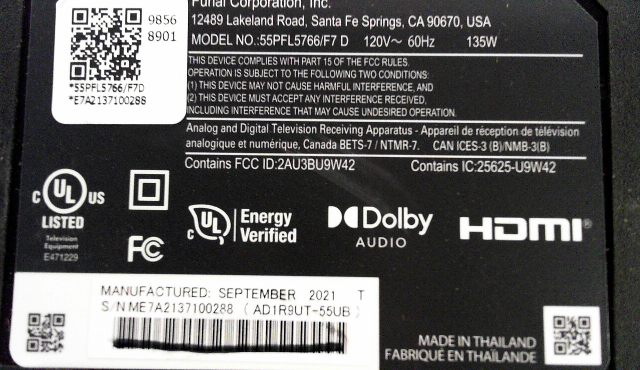 Funai Corporation, Inc.
9856
8901
12489 Lakeland Road, Santa Fe Springs, CA 90670, USA
MODEL NO.:55PFL5766/F7 D 120V~ 60Hz 135W
*55PFL5766/F7D
*E7A2137100288
THIS DEVICE COMPLIES WITH PART 15 OF THE FCC RULES.
OPERATION IS SUBJECT TO THE FOLLOWING TWO CONDITIONS:
(1) THIS DEVICE MAY NOT CAUSE HARMFUL INTERFERENCE, AND
(2) THIS DEVICE MUST ACCEPT ANY INTERFERENCE RECEIVED,
INCLUDING INTERFERENCE THAT MAY CAUSE UNDESIRED OPERATION.
Analog and Digital Television Receiving Apparatus - Appareil de réception de télévision
analogique et numérique, Canada BETS-7 / NTMR-7. CAN ICES-3 (B)/NMB-3(B)
Contains FCC ID:2AU3BU9W42 Contains IC:25625-U9W42
c UL US
LISTED
Television
Equipment
E471229
FC
c UL Energy
Verified
Dolby
AUDIO
HDMI®
MANUFACTURED: SEPTEMBER 2021 T
S/N ME7A2137100288 ( AD1R9UT-55UB )
MADE IN THAILAND
FABRIQUÉ EN THAÏLANDE